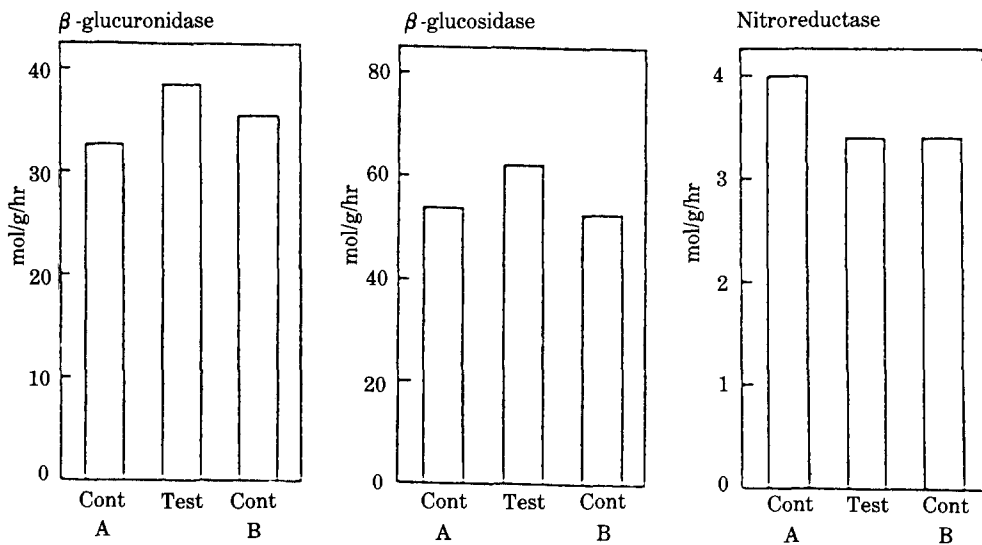 β-glucuronidase
mol/g/hr
40
30
20
10
0
Cont Test Cont
A B
β-glucosidase
mol/g/hr
80
60
40
20
0
Cont Test Cont
A B
Nitroreductase
mol/g/hr
4
3
2
1
0
Cont Test Cont
A B